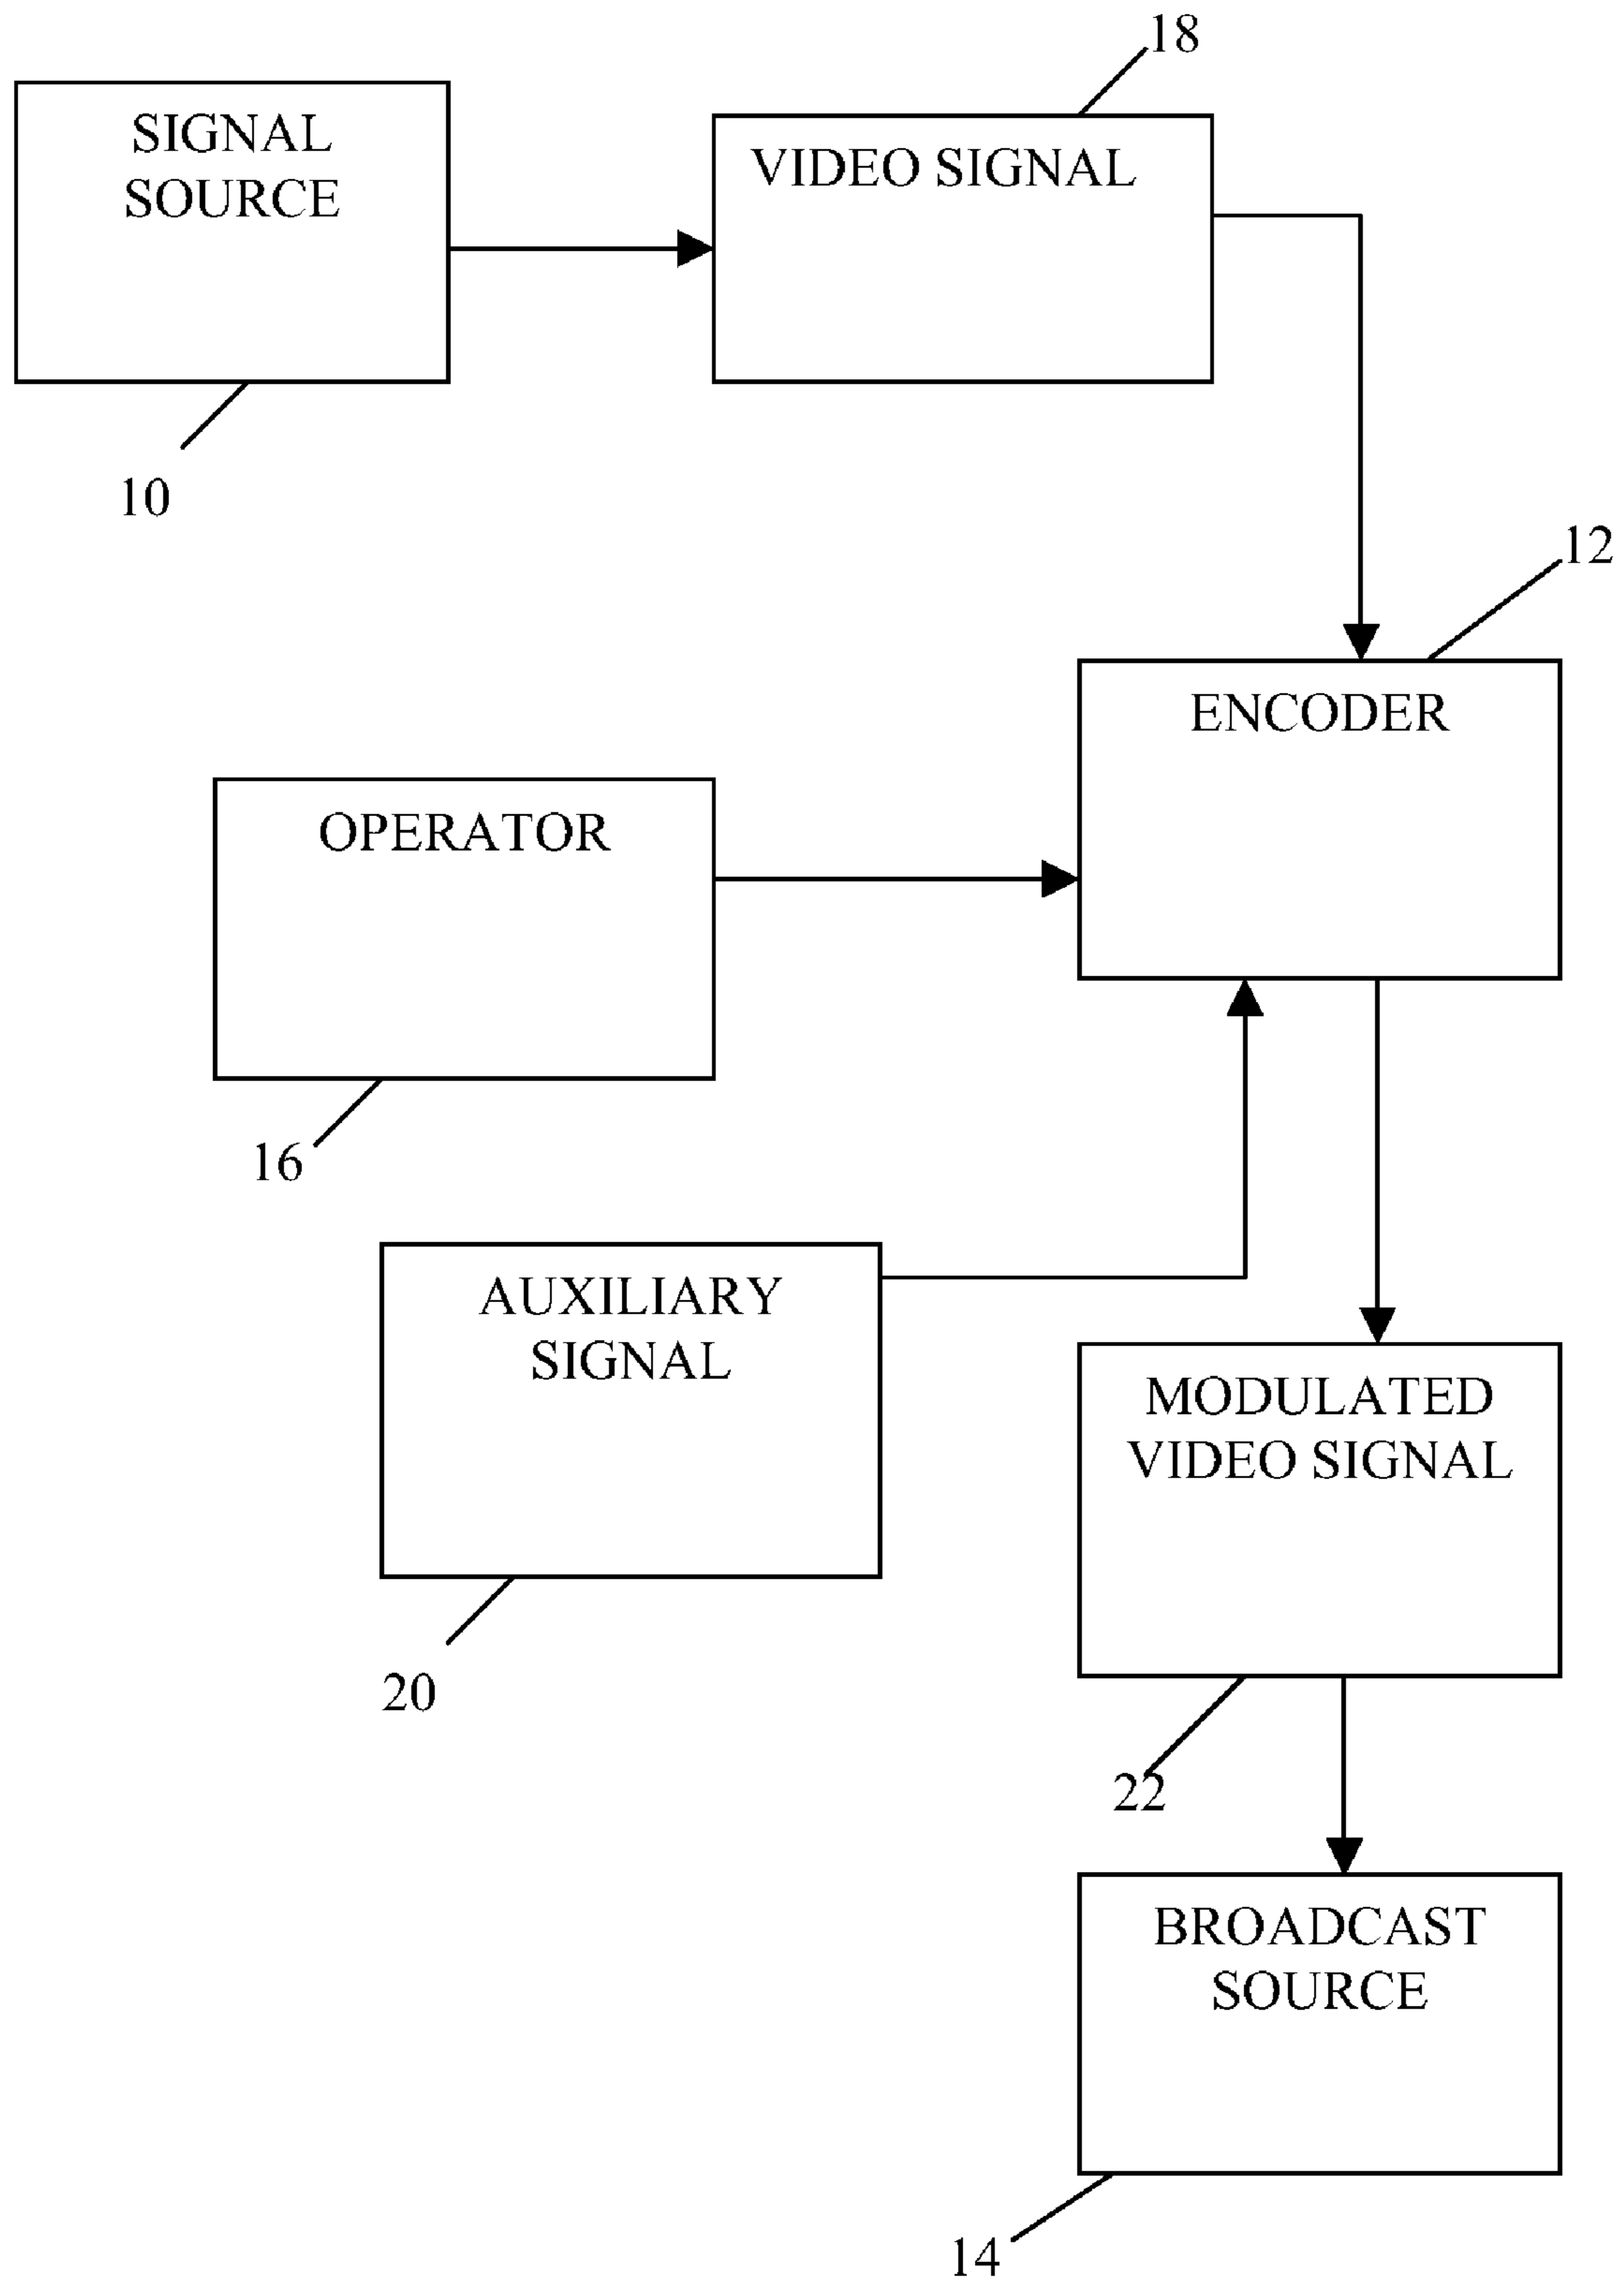 18
SIGNAL
SOURCE
VIDEO SIGNAL
10
12
ENCODER
OPERATOR
16
AUXILIARY
SIGNAL
MODULATED
VIDEO SIGNAL
20
22
BROADCAST
SOURCE
14